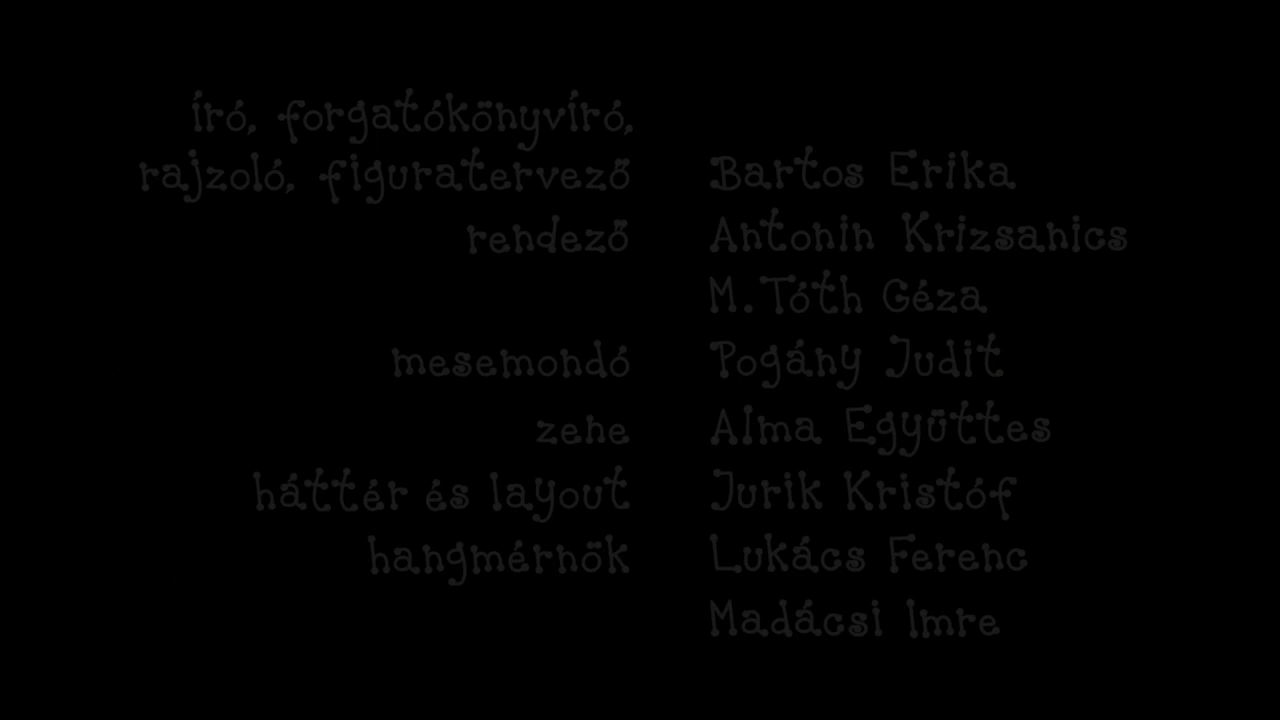 író, forgatókönyvíró,
rajzoló, figuratervező Bartos Erika
rendező Antonin Krizsanics
M. Tóth Géza
mesemondó Pogány Judit
zene Alma Együttes
háttér és layout Jurik Kristóf
hangmérnök Lukács Ferenc
Madácsi Imre